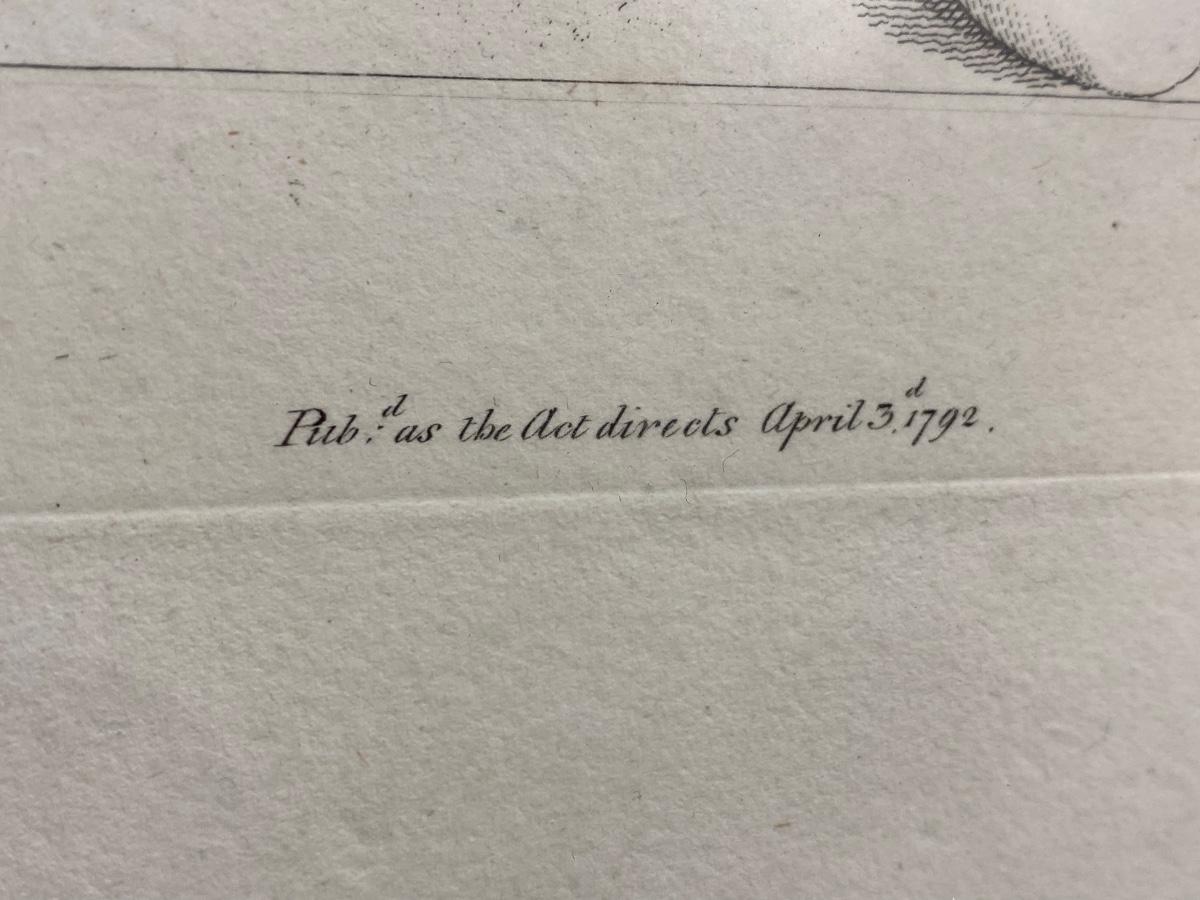 Pub.:ᵈ as the Act directs April 3.ᵈ 1792.